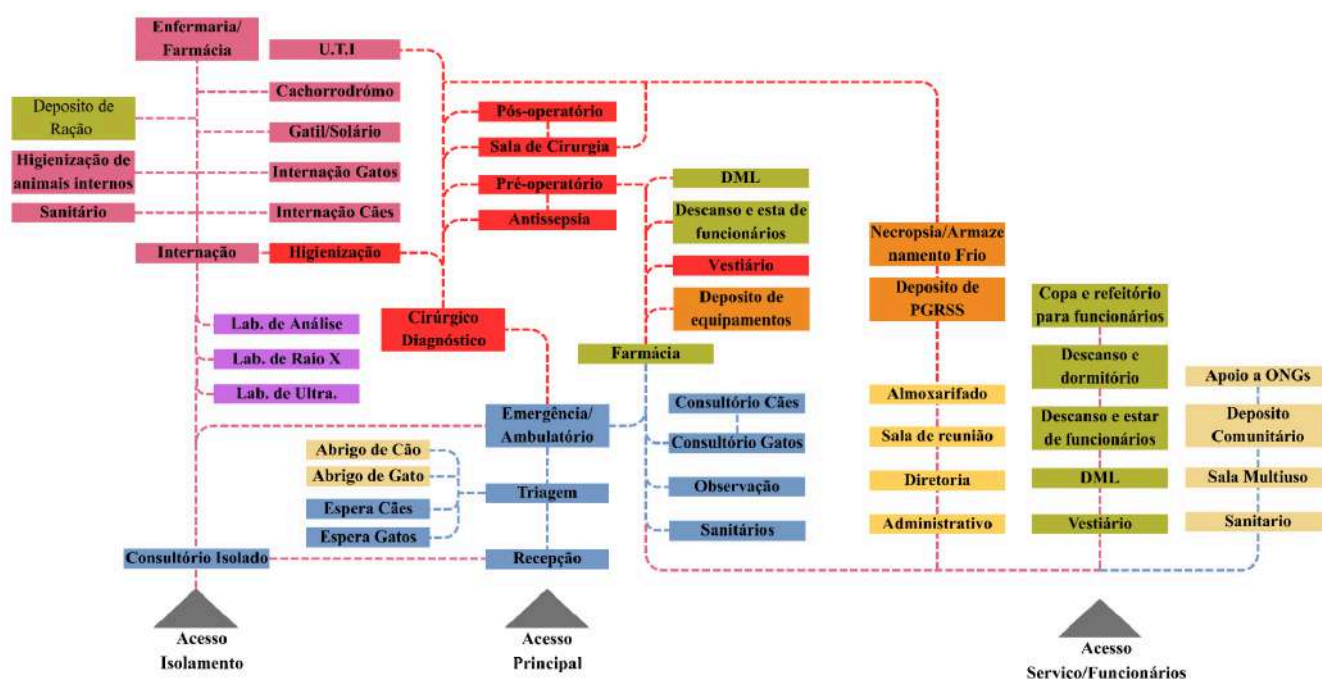 Enfermaria/
Farmácia
U.T.I
Cachorrodrómo
Deposito de
Ração
Gatil/Solário
Higienização de
animais internos
Internação Gatos
Sanitário
Internação Cães
Internação
Higienização
Lab. de Análise
Lab. de Raio X
Lab. de Ultra.
Pós-operatório
Sala de Cirurgia
Pré-operatório
Antissepsia
Cirúrgico
Diagnóstico
DML
Descanso e esta de
funcionários
Vestiário
Deposito de
equipamentos
Farmácia
Emergência/
Ambulatório
Consultório Cães
Consultório Gatos
Observação
Sanitários
Abrigo de Cão
Abrigo de Gato
Espera Cães
Espera Gatos
Triagem
Consultório Isolado
Recepção
Necropsia/Armaze
namento Frio
Deposito de
PGRSS
Almoxarifado
Sala de reunião
Diretoria
Administrativo
Copa e refeitório
para funcionários
Descanso e
dormitório
Descanso e estar
de funcionários
DML
Vestiário
Apoio a ONGs
Deposito
Comunitário
Sala Multiuso
Sanitario
Acesso
Isolamento
Acesso
Principal
Acesso
Serviço/Funcionários